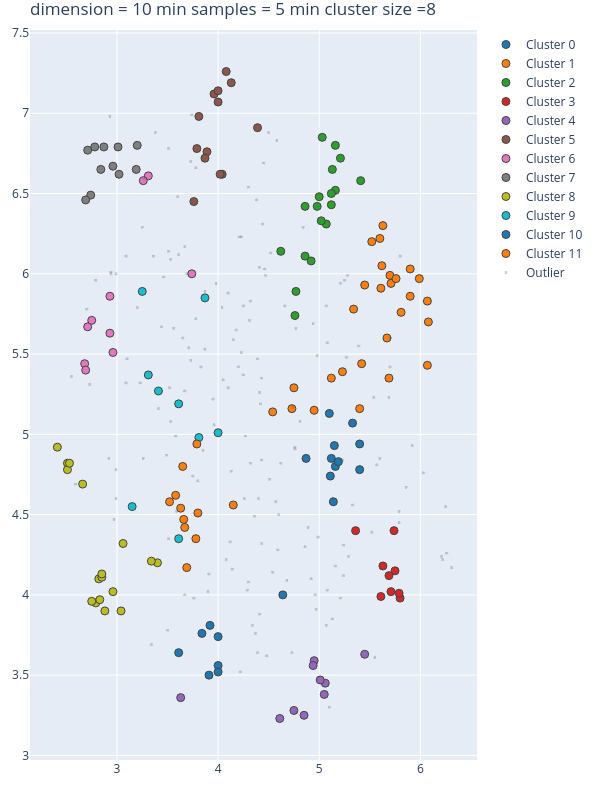 dimension = 10 min samples = 5 min cluster size =8
7.5
7
6.5
6
5.5
5
4.5
4
3.5
3
3
4
5
6
Cluster 0
Cluster 1
Cluster 2
Cluster 3
Cluster 4
Cluster 5
Cluster 6
Cluster 7
Cluster 8
Cluster 9
Cluster 10
Cluster 11
Outlier